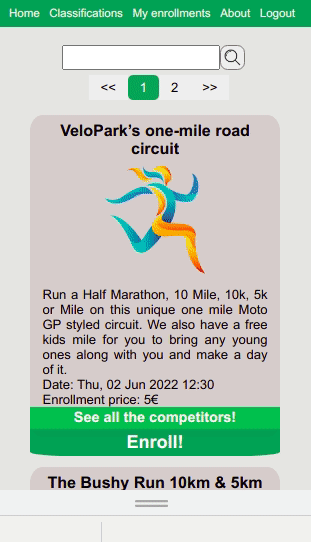 Home Classifications My enrollments About Logout
<< 1 2 >>
VeloPark’s one-mile road
circuit
Run a Half Marathon, 10 Mile, 10k, 5k
or Mile on this unique one mile Moto
GP styled circuit. We also have a free
kids mile for you to bring any young
ones along with you and make a day
of it.
Date: Thu, 02 Jun 2022 12:30
Enrollment price: 5€
See all the competitors!
Enroll!
The Bushy Run 10km & 5km